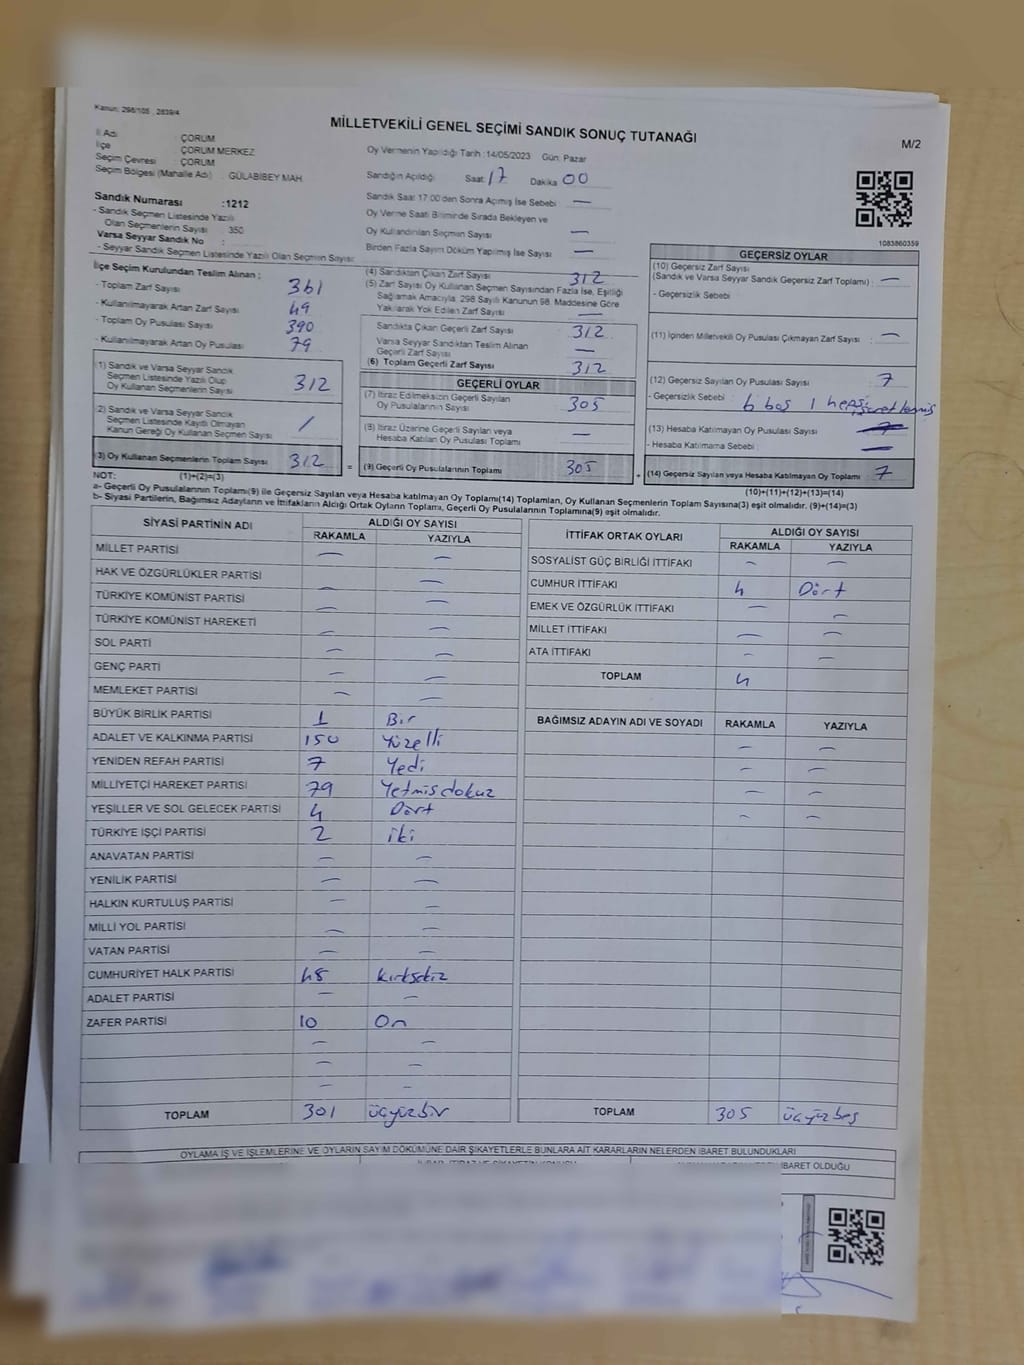 Kanun: 298/105 , 2839/4
MİLLETVEKİLİ GENEL SEÇİMİ SANDIK SONUÇ TUTANAĞI
M/2
İl Adı : ÇORUM
İlçe : ÇORUM MERKEZ
Seçim Çevresi : ÇORUM
Seçim Bölgesi (Mahalle Adı) : GÜLABİBEY MAH.
Sandık Numarası :1212
- Sandık Seçmen Listesinde Yazılı
Olan Seçmenlerin Sayısı 350
Varsa Seyyar Sandık No :
- Seyyar Sandık Seçmen Listesinde Yazılı Olan Seçmen Sayısı:
Oy Vermenin Yapıldığı Tarih :14/05/2023 Gün: Pazar
Sandığın Açıldığı Saat: 17 Dakika 00
Sandık Saat 17:00'den Sonra Açılmış İse Sebebi —
Oy Verme Saati Bitiminde Sırada Bekleyen ve
Oy Kullandırılan Seçmen Sayısı —
Birden Fazla Sayım Döküm Yapılmış İse Sayısı —
1083860359
İlçe Seçim Kurulundan Teslim Alınan ;
- Toplam Zarf Sayısı 361
- Kullanılmayarak Artan Zarf Sayısı 49
- Toplam Oy Pusulası Sayısı 390
- Kullanılmayarak Artan Oy Pusulası 79
(1) Sandık ve Varsa Seyyar Sandık
Seçmen Listesinde Yazılı Olup
Oy Kullanan Seçmenlerin Sayısı 312
(2) Sandık ve Varsa Seyyar Sandık
Seçmen Listesinde Kayıtlı Olmayan
Kanun Gereği Oy Kullanan Seçmen Sayısı /
(3) Oy Kullanan Seçmenlerin Toplam Sayısı 312 =
(4) Sandıktan Çıkan Zarf Sayısı 312
(5) Zarf Sayısı Oy Kullanan Seçmen Sayısından Fazla İse, Eşitliği
Sağlamak Amacıyla; 298 Sayılı Kanunun 98. Maddesine Göre
Yakılarak Yok Edilen Zarf Sayısı —
Sandıkta Çıkan Geçerli Zarf Sayısı 312
Varsa Seyyar Sandıktan Teslim Alınan
Geçerli Zarf Sayısı —
(6) Toplam Geçerli Zarf Sayısı 312
GEÇERLİ OYLAR
(7) İtiraz Edilmeksizin Geçerli Sayılan
Oy Pusulalarının Sayısı 305
(8) İtiraz Üzerine Geçerli Sayılan veya
Hesaba Katılan Oy Pusulası Toplamı —
(9) Geçerli Oy Pusulalarının Toplamı 305 +
GEÇERSİZ OYLAR
(10) Geçersiz Zarf Sayısı
(Sandık ve Varsa Seyyar Sandık Geçersiz Zarf Toplamı) : —
- Geçersizlik Sebebi :
(11) İçinden Milletvekili Oy Pusulası Çıkmayan Zarf Sayısı : —
(12) Geçersiz Sayılan Oy Pusulası Sayısı : 7
- Geçersizlik Sebebi : 6 boş 1 hepsi işaretlenmiş
(13) Hesaba Katılmayan Oy Pusulası Sayısı :
- Hesaba Katılmama Sebebi : —
(14) Geçersiz Sayılan veya Hesaba Katılmayan Oy Toplamı : 7
NOT: (1)+(2)=(3) (10)+(11)+(12)+(13)=(14)
a- Geçerli Oy Pusulalarının Toplamı(9) ile Geçersiz Sayılan veya Hesaba katılmayan Oy Toplamı(14) Toplamları, Oy Kullanan Seçmenlerin Toplam Sayısına(3) eşit olmalıdır. (9)+(14)=(3)
b- Siyasi Partilerin, Bağımsız Adayların ve İttifakların Aldığı Ortak Oyların Toplamı, Geçerli Oy Pusulalarının Toplamına(9) eşit olmalıdır.
SİYASİ PARTİNİN ADI ALDIĞI OY SAYISI
RAKAMLA YAZIYLA
MİLLET PARTİSİ — —
HAK VE ÖZGÜRLÜKLER PARTİSİ — —
TÜRKİYE KOMÜNİST PARTİSİ — —
TÜRKİYE KOMÜNİST HAREKETİ — —
SOL PARTİ — —
GENÇ PARTİ — —
MEMLEKET PARTİSİ — —
BÜYÜK BİRLİK PARTİSİ 1 Bir
ADALET VE KALKINMA PARTİSİ 150 Yüzelli
YENİDEN REFAH PARTİSİ 7 Yedi
MİLLİYETÇİ HAREKET PARTİSİ 79 Yetmişdokuz
YEŞİLLER VE SOL GELECEK PARTİSİ 4 Dört
TÜRKİYE İŞÇİ PARTİSİ 2 iki
ANAVATAN PARTİSİ — —
YENİLİK PARTİSİ — —
HALKIN KURTULUŞ PARTİSİ — —
MİLLİ YOL PARTİSİ — —
VATAN PARTİSİ — —
CUMHURİYET HALK PARTİSİ 48 kırksekiz
ADALET PARTİSİ — —
ZAFER PARTİSİ 10 On
— —
— —
— —
TOPLAM 301 üçyüzbir
İTTİFAK ORTAK OYLARI ALDIĞI OY SAYISI
RAKAMLA YAZIYLA
SOSYALİST GÜÇ BİRLİĞİ İTTİFAKI — —
CUMHUR İTTİFAKI 4 Dört
EMEK VE ÖZGÜRLÜK İTTİFAKI — —
MİLLET İTTİFAKI — —
ATA İTTİFAKI — —
TOPLAM 4
BAĞIMSIZ ADAYIN ADI VE SOYADI RAKAMLA YAZIYLA
— —
— —
— —
— —
TOPLAM 305 üçyüzbeş
OYLAMA İŞ VE İŞLEMLERİNE VE OYLARIN SAYIM DÖKÜMÜNE DAİR ŞİKAYETLERLE BUNLARA AİT KARARLARIN NELERDEN İBARET BULUNDUKLARI
İBARET OLDUĞU